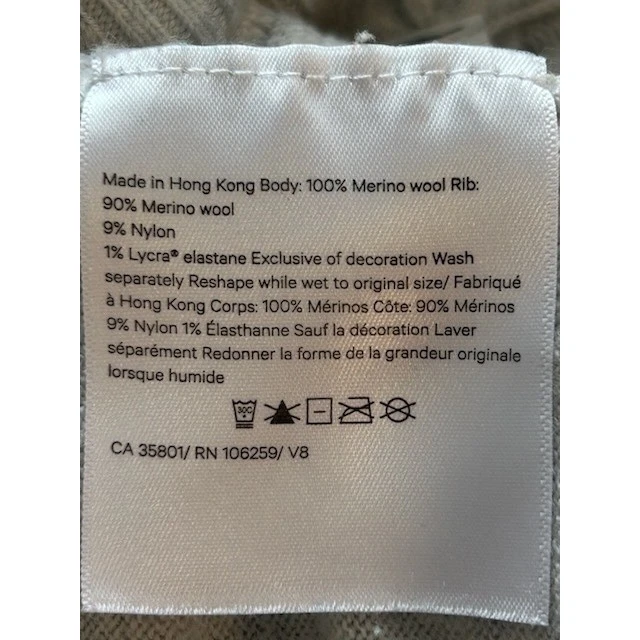 Made in Hong Kong Body: 100% Merino wool Rib:
90% Merino wool
9% Nylon
1% Lycra® elastane Exclusive of decoration Wash
separately Reshape while wet to original size/ Fabriqué
à Hong Kong Corps: 100% Mérinos Côte: 90% Mérinos
9% Nylon 1% Élasthanne Sauf la décoration Laver
séparément Redonner la forme de la grandeur originale
lorsque humide
30C
CA 35801/ RN 106259/ V8